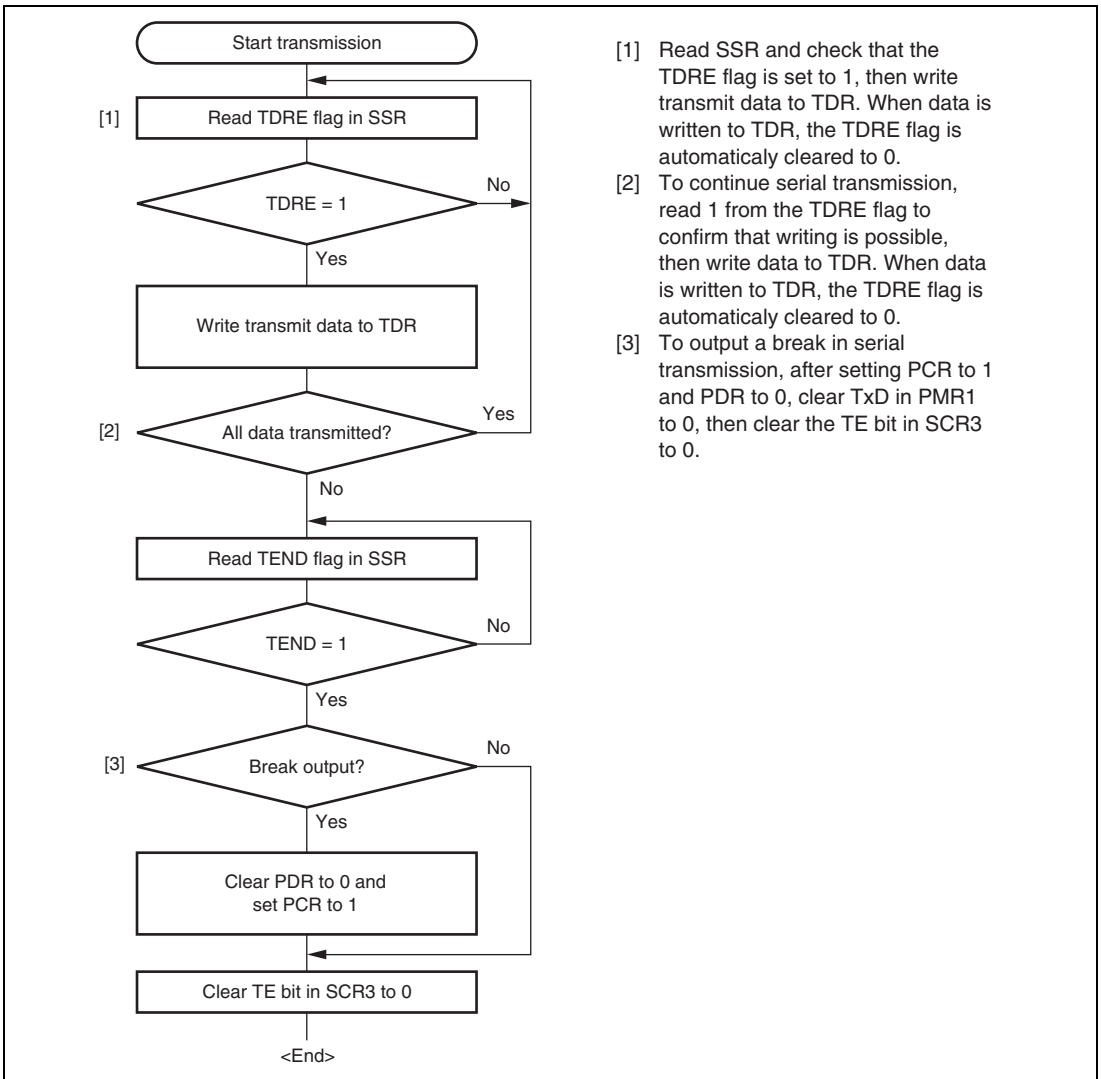 Start transmission
[1] Read TDRE flag in SSR
TDRE = 1
No
Yes
Write transmit data to TDR
[2] All data transmitted?
Yes
No
Read TEND flag in SSR
TEND = 1
No
Yes
[3] Break output?
No
Yes
Clear PDR to 0 and
set PCR to 1
Clear TE bit in SCR3 to 0
<End>
[1] Read SSR and check that the
TDRE flag is set to 1, then write
transmit data to TDR. When data is
written to TDR, the TDRE flag is
automaticaly cleared to 0.
[2] To continue serial transmission,
read 1 from the TDRE flag to
confirm that writing is possible,
then write data to TDR. When data
is written to TDR, the TDRE flag is
automaticaly cleared to 0.
[3] To output a break in serial
transmission, after setting PCR to 1
and PDR to 0, clear TxD in PMR1
to 0, then clear the TE bit in SCR3
to 0.